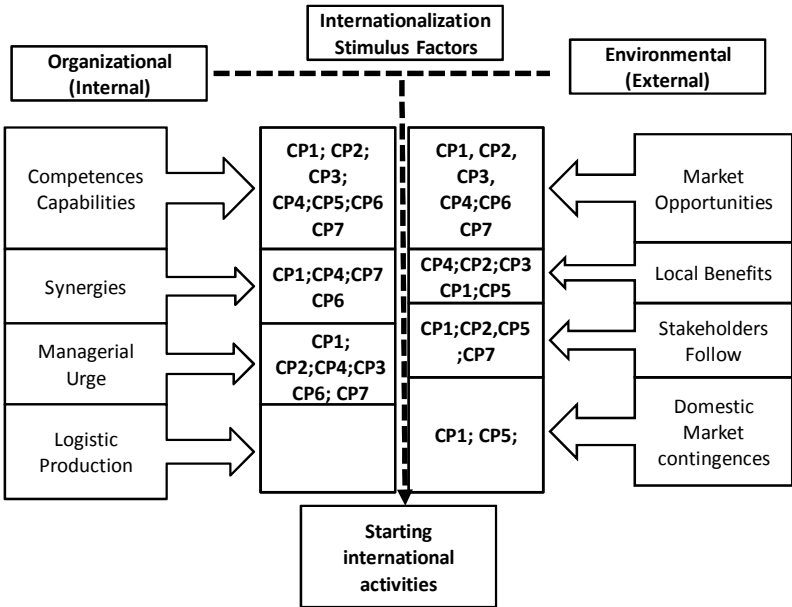 Internationalization
Stimulus Factors
Organizational
(Internal)
Environmental
(External)
Competences
Capabilities
CP1; CP2;
CP3;
CP4;CP5;CP6
CP7
CP1, CP2,
CP3,
CP4;CP6
CP7
Market
Opportunities
Synergies
CP1;CP4;CP7
CP6
CP4;CP2;CP3
CP1;CP5
Local Benefits
Managerial
Urge
CP1;
CP2;CP4;CP3
CP6; CP7
CP1;CP2,CP5
;CP7
Stakeholders
Follow
Logistic
Production
CP1; CP5;
Domestic
Market
contingences
Starting
international
activities